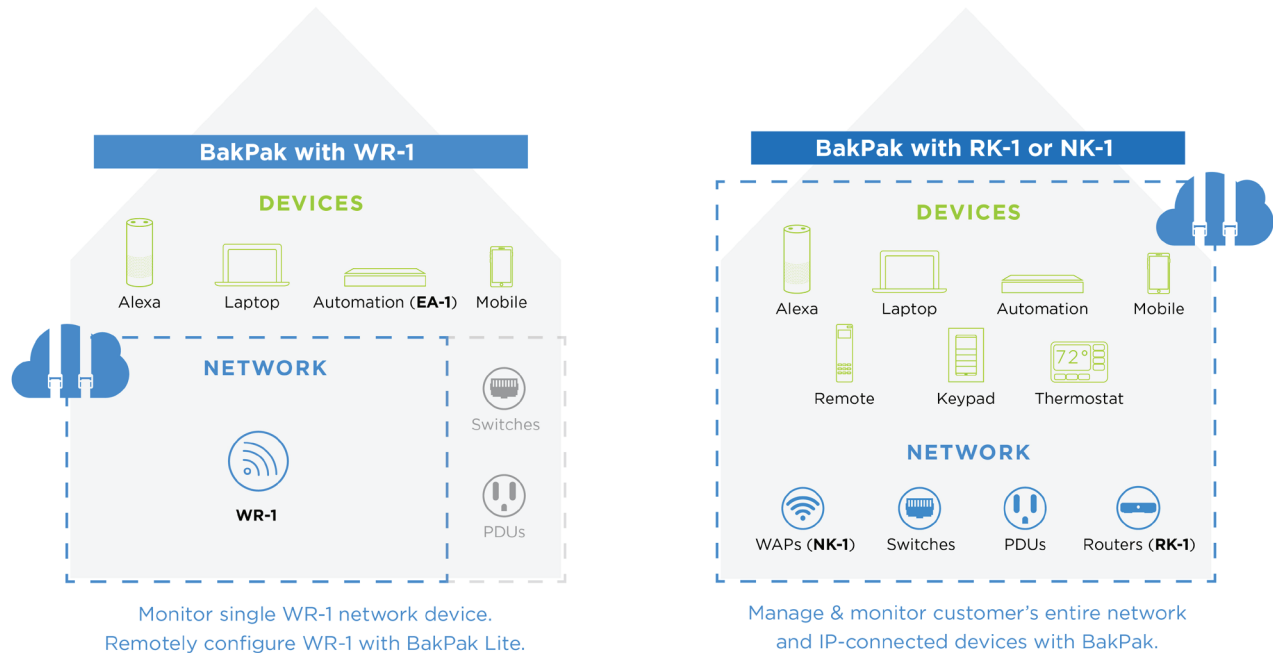 BakPak with WR-1
DEVICES
Alexa
Laptop
Automation (EA-1)
Mobile
NETWORK
WR-1
Switches
PDUs
Monitor single WR-1 network device.
Remotely configure WR-1 with BakPak Lite.
BakPak with RK-1 or NK-1
DEVICES
Alexa
Laptop
Automation
Mobile
Remote
Keypad
72°
Thermostat
NETWORK
WAPs (NK-1)
Switches
PDUs
Routers (RK-1)
Manage & monitor customer’s entire network
and IP-connected devices with BakPak.